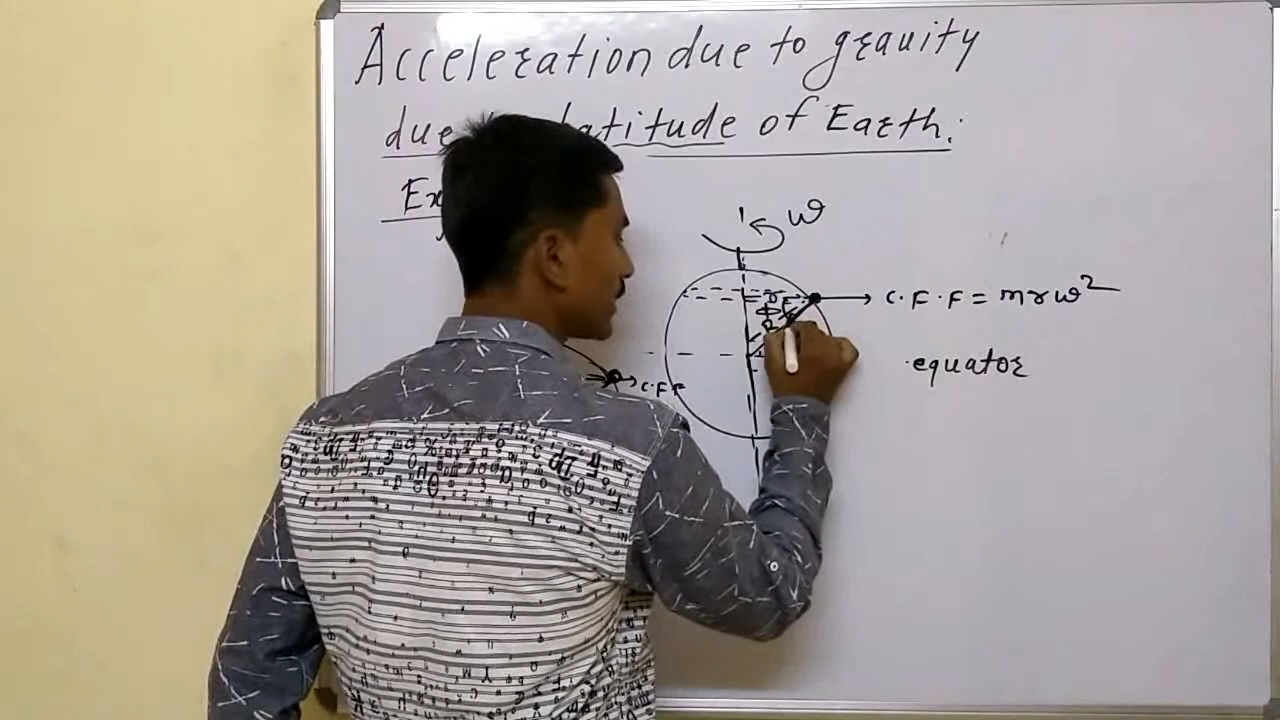 Acceleration due to gravity
due latitude of Earth:
Ex
ω
C.F.F = mrω²
R
equator
C.F.F